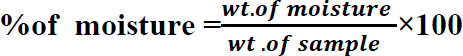 %of moisture = wt.of moisture / wt .of sample ×100